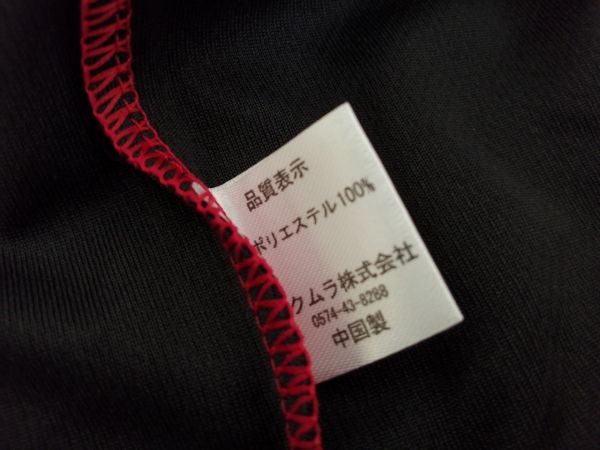 品質表示
ポリエステル100%
クムラ株式会社
0574-43-8288
中国製